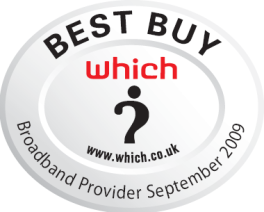 BEST BUY
which
?
www.which.co.uk
Broadband Provider September 2009